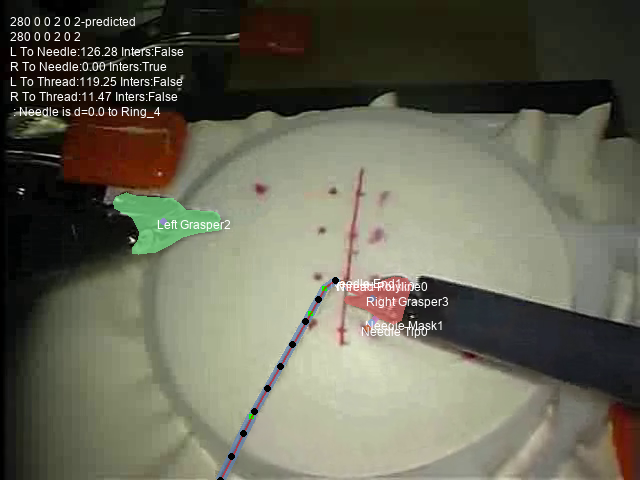 280 0 0 2 0 2-predicted
280 0 0 2 0 2
L To Needle:126.28 Inters:False
R To Needle:0.00 Inters:True
L To Thread:119.25 Inters:False
R To Thread:11.47 Inters:False
Needle is d=0.0 to Ring_4
Left Grasper2
Thread Polyline0
Right Grasper3
Needle Mask1
Needle Tip0